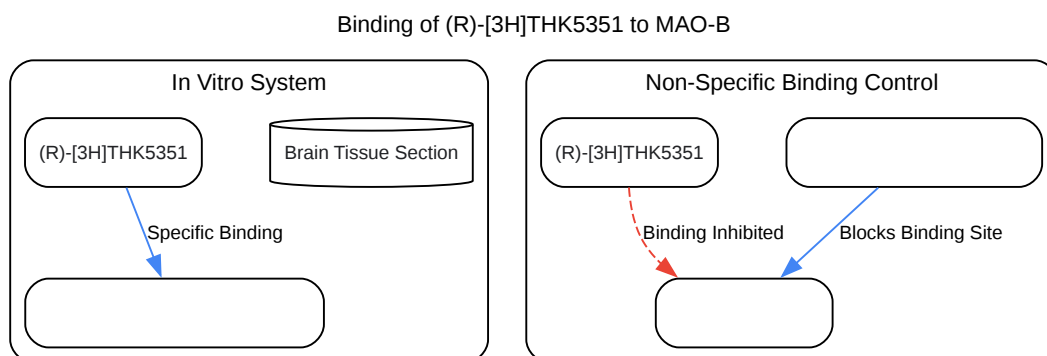 Binding of (R)-[3H]THK5351 to MAO-B
In Vitro System
(R)-[3H]THK5351
Brain Tissue Section
Specific Binding
Non-Specific Binding Control
(R)-[3H]THK5351
Binding Inhibited
Blocks Binding Site